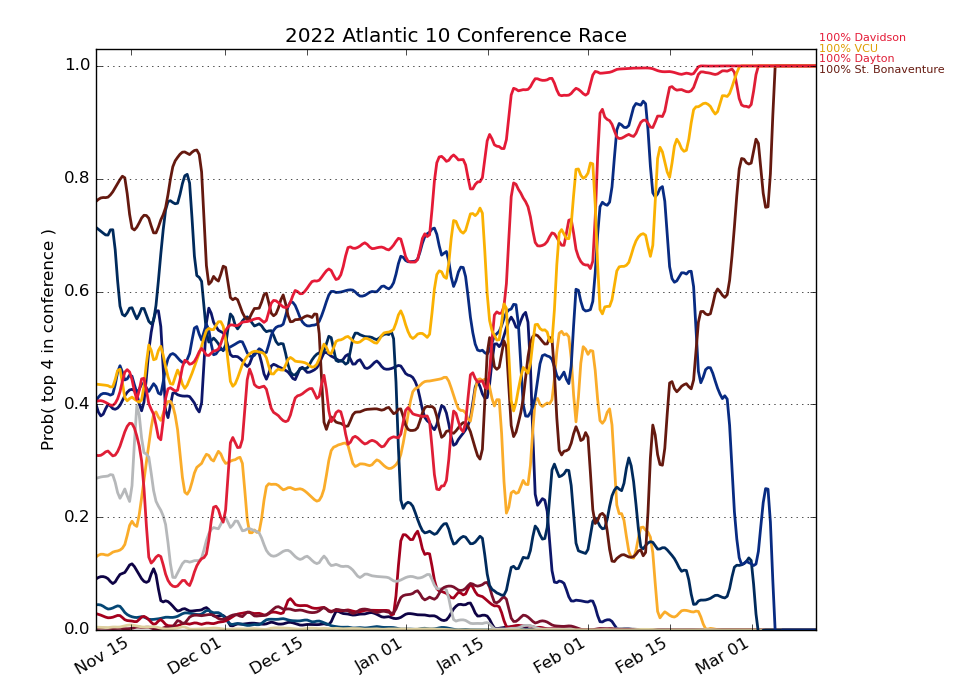 2022 Atlantic 10 Conference Race
100% Davidson
100% VCU
100% Dayton
100% St. Bonaventure
Prob( top 4 in conference )
1.0
0.8
0.6
0.4
0.2
0.0
Nov 15
Dec 01
Dec 15
Jan 01
Jan 15
Feb 01
Feb 15
Mar 01